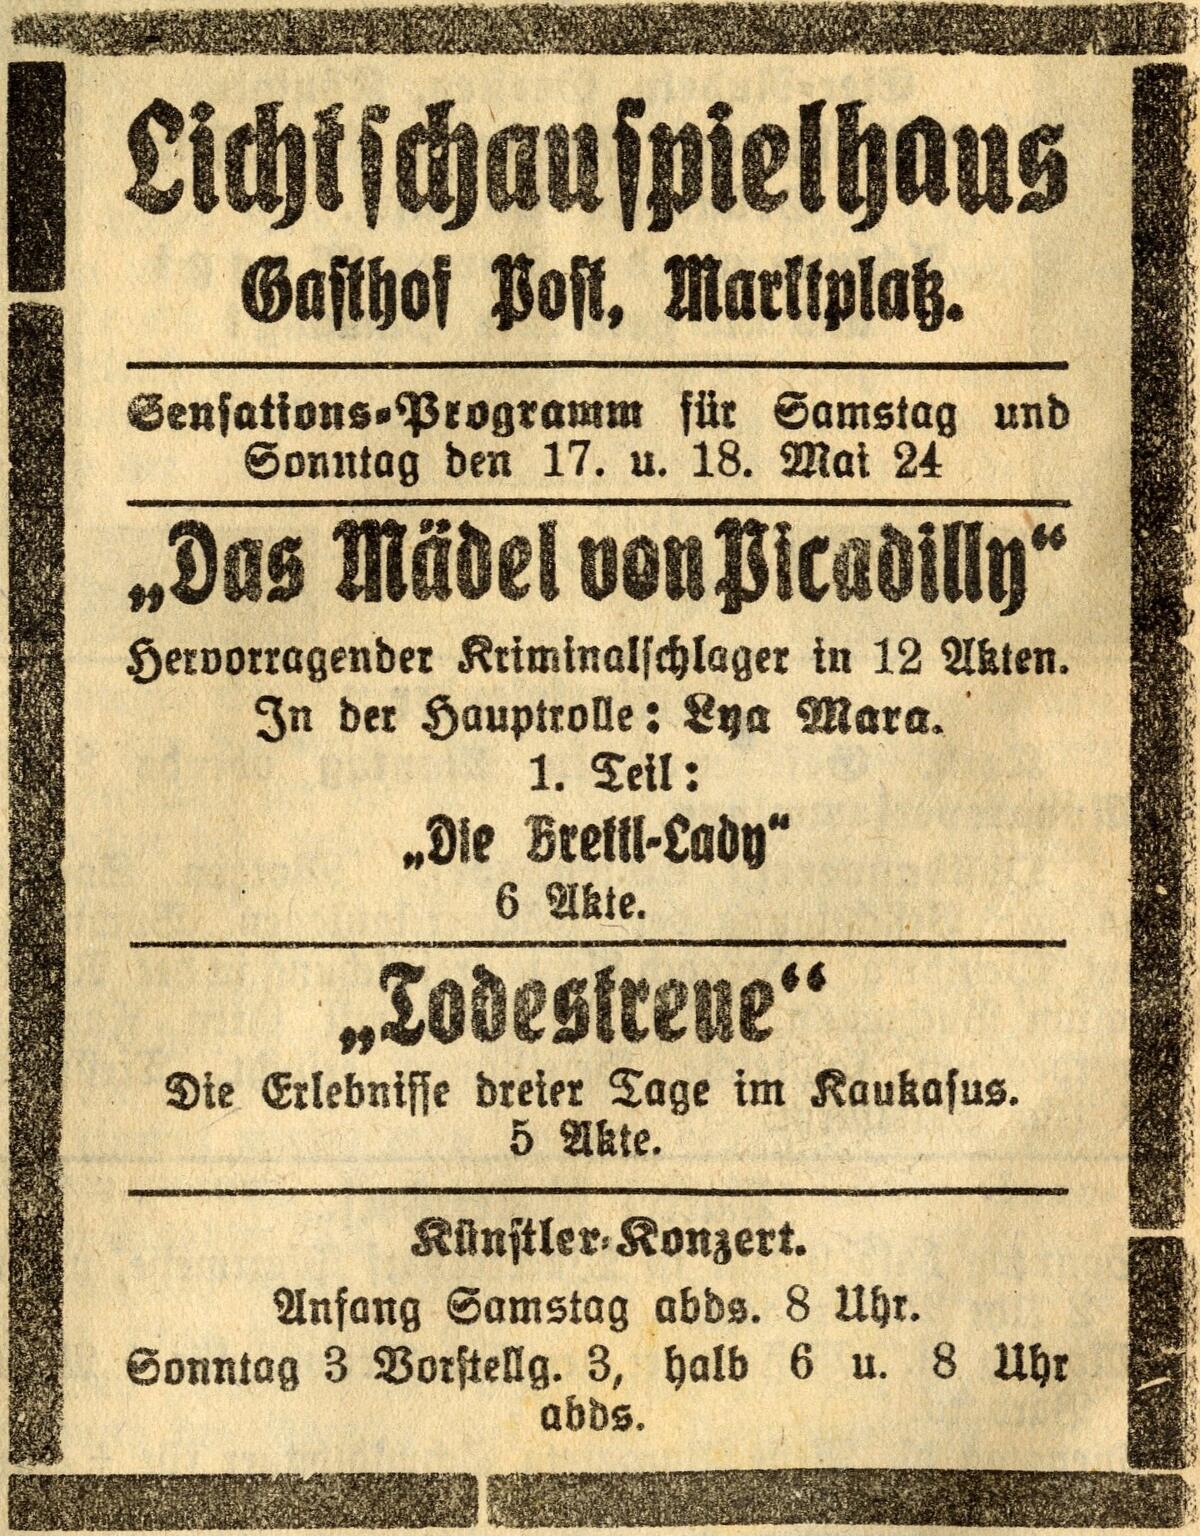 Lichtschauspielhaus
Gasthof Post, Marktplatz.
Sensations-Programm für Samstag und
Sonntag den 17. u. 18. Mai 24
„Das Mädel von Picadilly“
Hervorragender Kriminalschlager in 12 Akten.
In der Hauptrolle: Lya Mara.
1. Teil:
„Die Brettl-Lady“
6 Akte.
„Todestreue“
Die Erlebnisse dreier Tage im Kaukasus.
5 Akte.
Künstler-Konzert.
Anfang Samstag abds. 8 Uhr.
Sonntag 3 Vorstellg. 3, halb 6 u. 8 Uhr
abds.